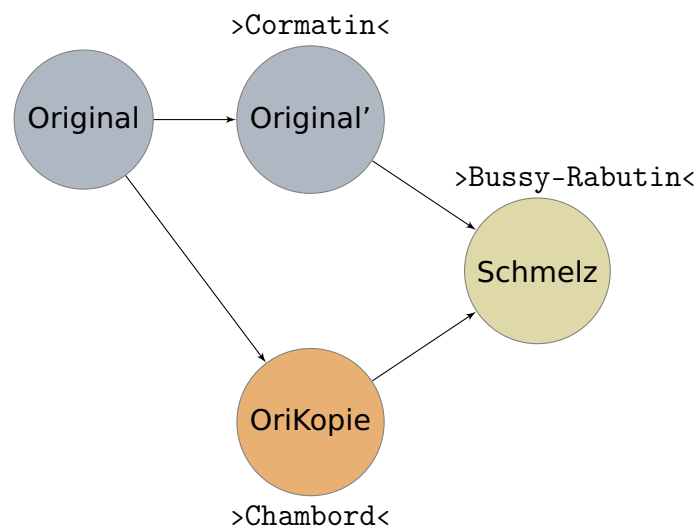 >Cormatin<
Original
Original’
>Bussy-Rabutin<
Schmelz
OriKopie
>Chambord<